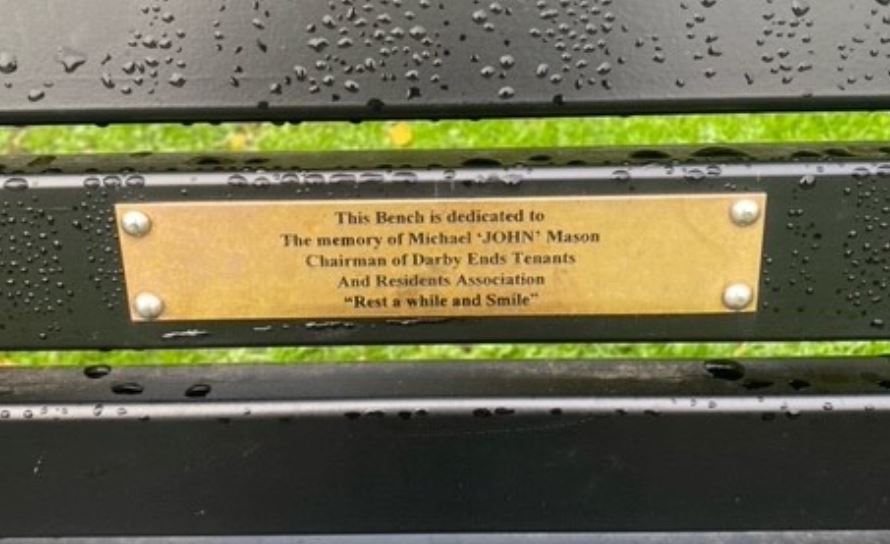 This Bench is dedicated to
The memory of Michael ‘JOHN’ Mason
Chairman of Darby Ends Tenants
And Residents Association
“Rest a while and Smile”